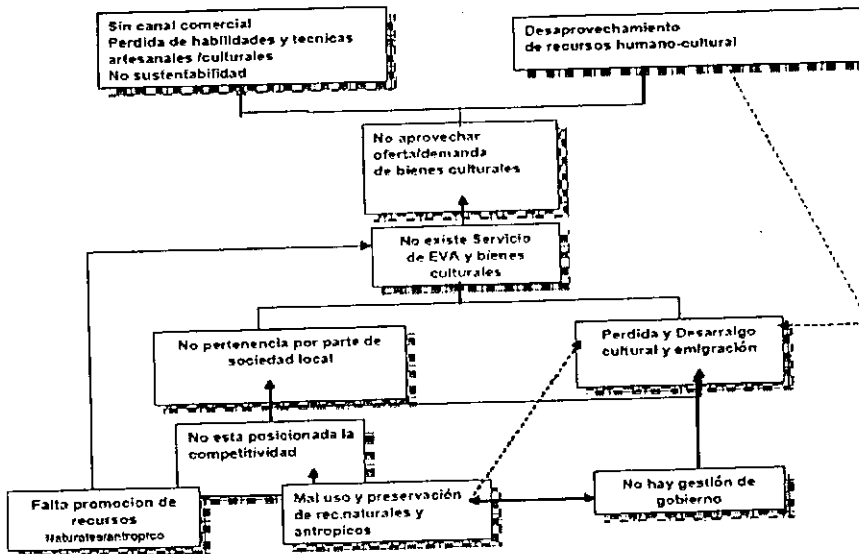 Sin canal comercial
Perdida de habilidades y tecnicas
artesanales /culturales
No sustentabilidad
Desaprovechamiento
de recursos humano-cultural
No aprovechar
oferta/demanda
de bienes culturales
No existe Servicio
de EVA y bienes
culturales
No pertenencia por parte de
sociedad local
Perdida y Desarralgo
cultural y emigración
No esta posicionada la
competitividad
Falta promocion de
recursos
Naturales/antropico
Mal uso y preservación
de rec.naturales y
antropicos
No hay gestión de
gobierno